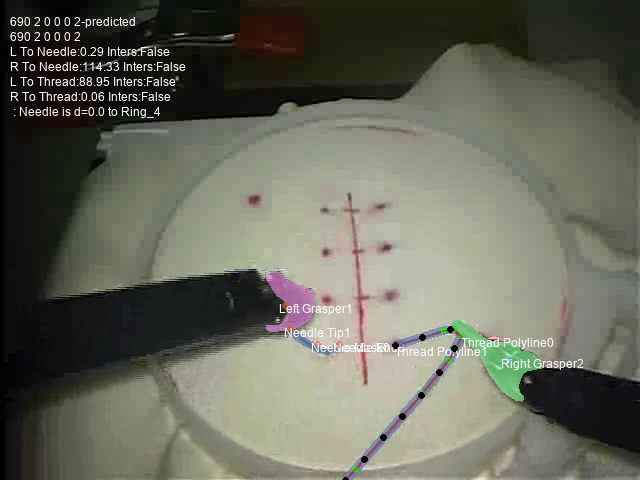 690 2 0 0 0 2-predicted
690 2 0 0 0 2
L To Needle:0.29 Inters:False
R To Needle:114.33 Inters:False
L To Thread:88.95 Inters:False
R To Thread:0.06 Inters:False
: Needle is d=0.0 to Ring_4
Left Grasper1
Needle Tip1
Thread Polyline0
Thread Polyline1
Right Grasper2